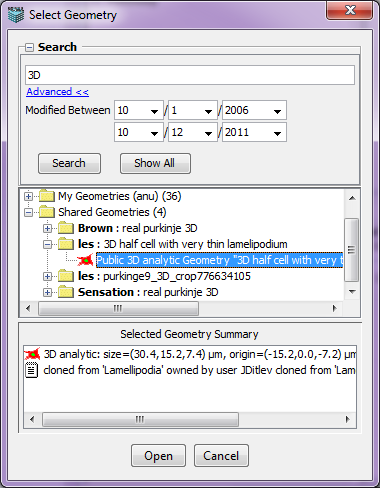 Select Geometry
Search
3D
Advanced <<
Modified Between 10 / 1 / 2006
10 / 12 / 2011
Search Show All
My Geometries (anu) (36)
Shared Geometries (4)
Brown : real purkinje 3D
les : 3D half cell with very thin lamelipodium
Public 3D analytic Geometry "3D half cell with very t
les : purkinge9_3D_crop776634105
Sensation : real purkinje 3D
Selected Geometry Summary
3D analytic: size=(30.4,15.2,7.4) µm, origin=(-15.2,0.0,-7.2) µm
cloned from 'Lamellipodia' owned by user JDitlev cloned from 'Lame
Open Cancel